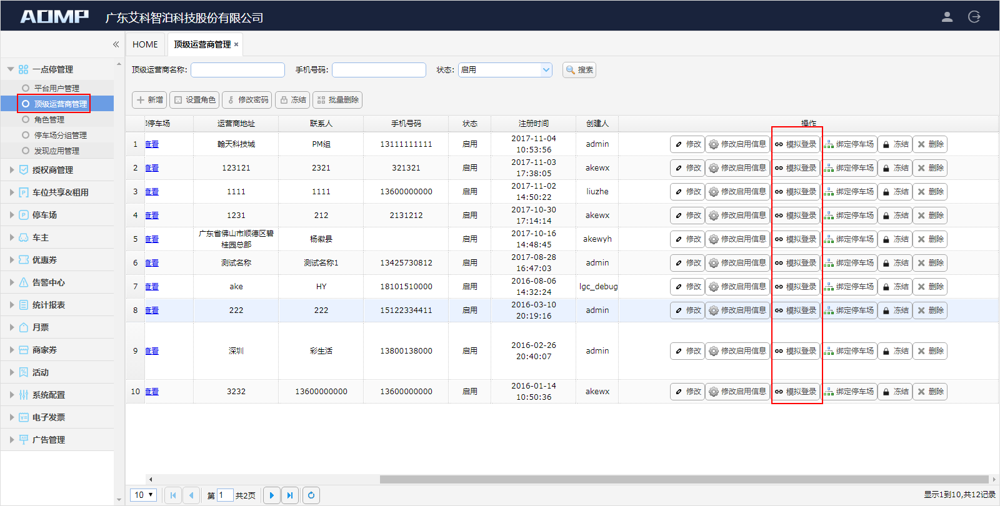 AOMP 广东艾科智泊科技股份有限公司
HOME 顶级运营商管理
一点停管理
平台用户管理
顶级运营商管理
角色管理
停车场分组管理
发现应用管理
授权商管理
车位共享&租用
停车场
车主
优惠券
告警中心
统计报表
月票
商家券
活动
系统配置
电子发票
广告管理
顶级运营商名称: 手机号码: 状态: 启用 搜索
新增 设置角色 修改密码 冻结 批量删除
停车场 运营商地址 联系人 手机号码 状态 注册时间 创建人 操作
1 查看 翰天科技城 PM组 13111111111 启用 2017-11-04 10:53:56 admin 修改 修改启用信息 模拟登录 绑定停车场 冻结 删除
2 查看 123121 2321 321321 启用 2017-11-03 17:38:05 akewx 修改 修改启用信息 模拟登录 绑定停车场 冻结 删除
3 查看 1111 1111 13600000000 启用 2017-11-02 14:50:22 liuzhe 修改 修改启用信息 模拟登录 绑定停车场 冻结 删除
4 查看 1231 212 2131212 启用 2017-10-30 17:14:14 akewx 修改 修改启用信息 模拟登录 绑定停车场 冻结 删除
5 查看 广东省佛山市顺德区碧桂园总部 杨徽县 启用 2017-10-16 14:48:45 akewyh 修改 修改启用信息 模拟登录 绑定停车场 冻结 删除
6 查看 测试名称 测试名称1 13425730812 启用 2017-08-28 16:47:03 admin 修改 修改启用信息 模拟登录 绑定停车场 冻结 删除
7 查看 ake HY 18101510000 启用 2016-08-06 14:32:24 lgc_debug 修改 修改启用信息 模拟登录 绑定停车场 冻结 删除
8 查看 222 222 15122334411 启用 2016-03-10 20:19:16 admin 修改 修改启用信息 模拟登录 绑定停车场 冻结 删除
9 查看 深圳 彩生活 13800138000 启用 2016-02-26 20:40:07 admin 修改 修改启用信息 模拟登录 绑定停车场 冻结 删除
10 查看 3232 13600000000 13600000000 启用 2016-01-14 10:50:36 akewx 修改 修改启用信息 模拟登录 绑定停车场 冻结 删除
10 第 1 共2页 显示1到10,共12记录